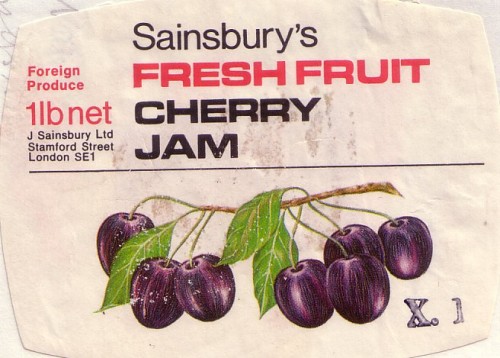 Sainsbury's
FRESH FRUIT
CHERRY
JAM
Foreign
Produce
1lb net
J Sainsbury Ltd
Stamford Street
London SE1
X. 1